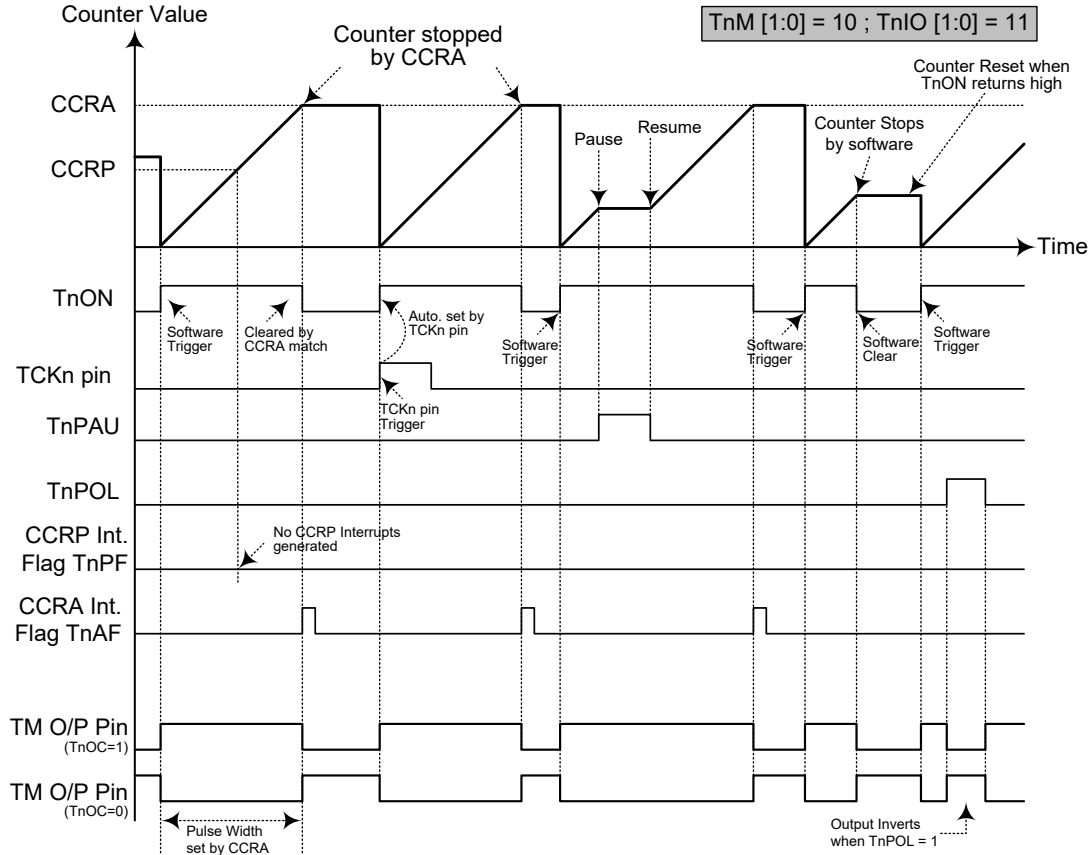 Counter Value
TnM [1:0] = 10 ; TnIO [1:0] = 11
Counter stopped
by CCRA
Counter Reset when
TnON returns high
CCRA
Counter Stops
by software
Pause
Resume
CCRP
Time
TnON
Software
Trigger
Cleared by
CCRA match
Auto. set by
TCKn pin
Software
Trigger
Software
Trigger
Software
Clear
Software
Trigger
TCKn pin
TCKn pin
Trigger
TnPAU
TnPOL
CCRP Int.
Flag TnPF
No CCRP Interrupts
generated
CCRA Int.
Flag TnAF
TM O/P Pin
(TnOC=1)
TM O/P Pin
(TnOC=0)
Pulse Width
set by CCRA
Output Inverts
when TnPOL = 1